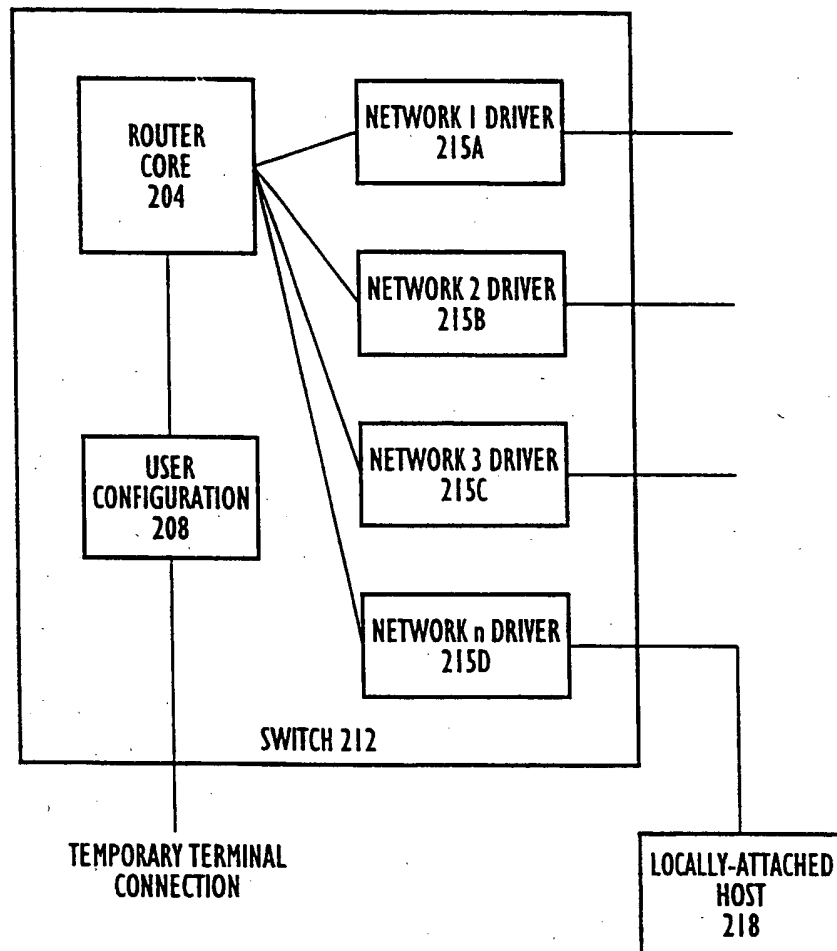 ROUTER
CORE
204
NETWORK 1 DRIVER
215A
NETWORK 2 DRIVER
215B
NETWORK 3 DRIVER
215C
USER
CONFIGURATION
208
NETWORK n DRIVER
215D
SWITCH 212
TEMPORARY TERMINAL
CONNECTION
LOCALLY-ATTACHED
HOST
218